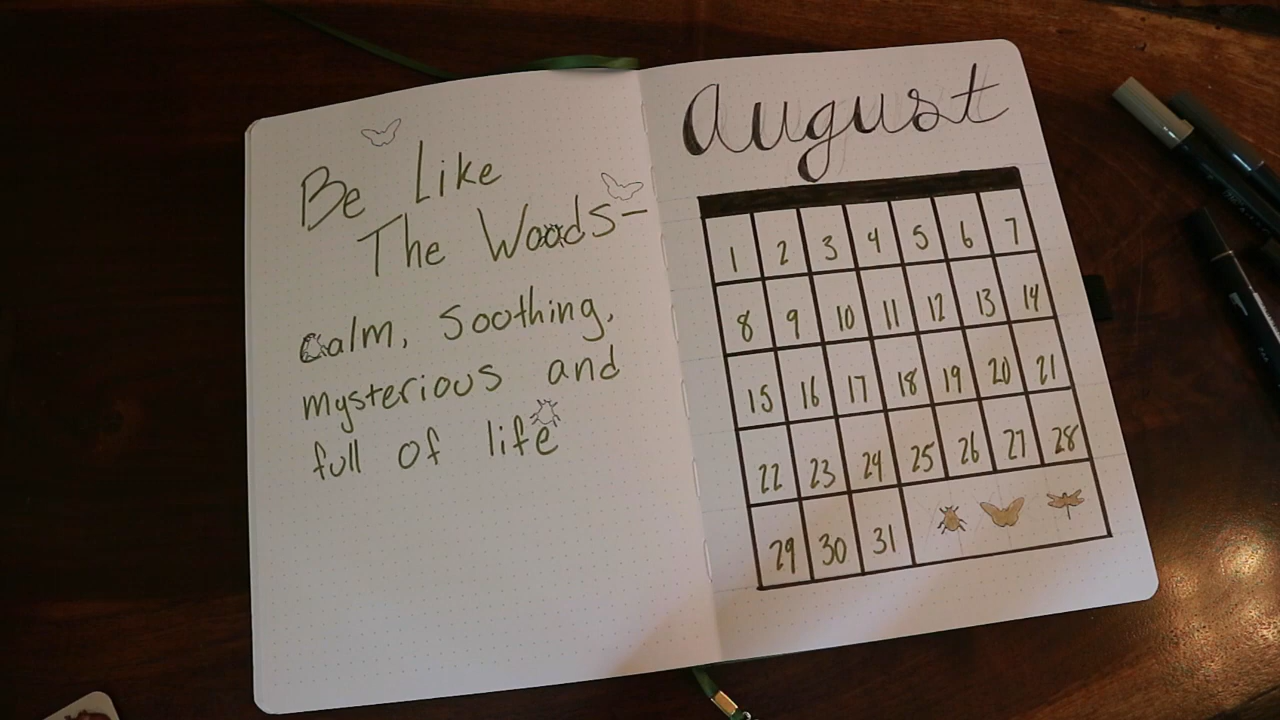 Be Like
The Woods-
Calm, Soothing,
mysterious and
full of life
august
1 2 3 4 5 6 7
8 9 10 11 12 13 14
15 16 17 18 19 20 21
22 23 24 25 26 27 28
29 30 31